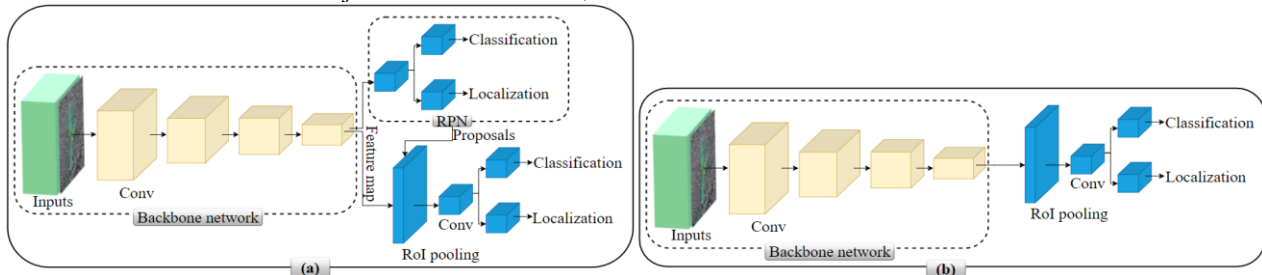 Classification
Localization
RPN
Proposals
Feature map
Classification
Localization
Conv
RoI pooling
Conv
Inputs
Backbone network
(a)
Classification
Localization
Conv
RoI pooling
Conv
Inputs
Backbone network
(b)